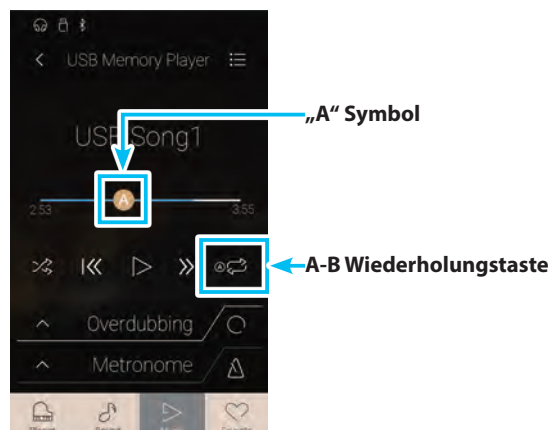 USB Memory Player
„A“ Symbol
USB Song1
A
2:53
3:55
A
A-B Wiederholungstaste
Overdubbing
Metronome